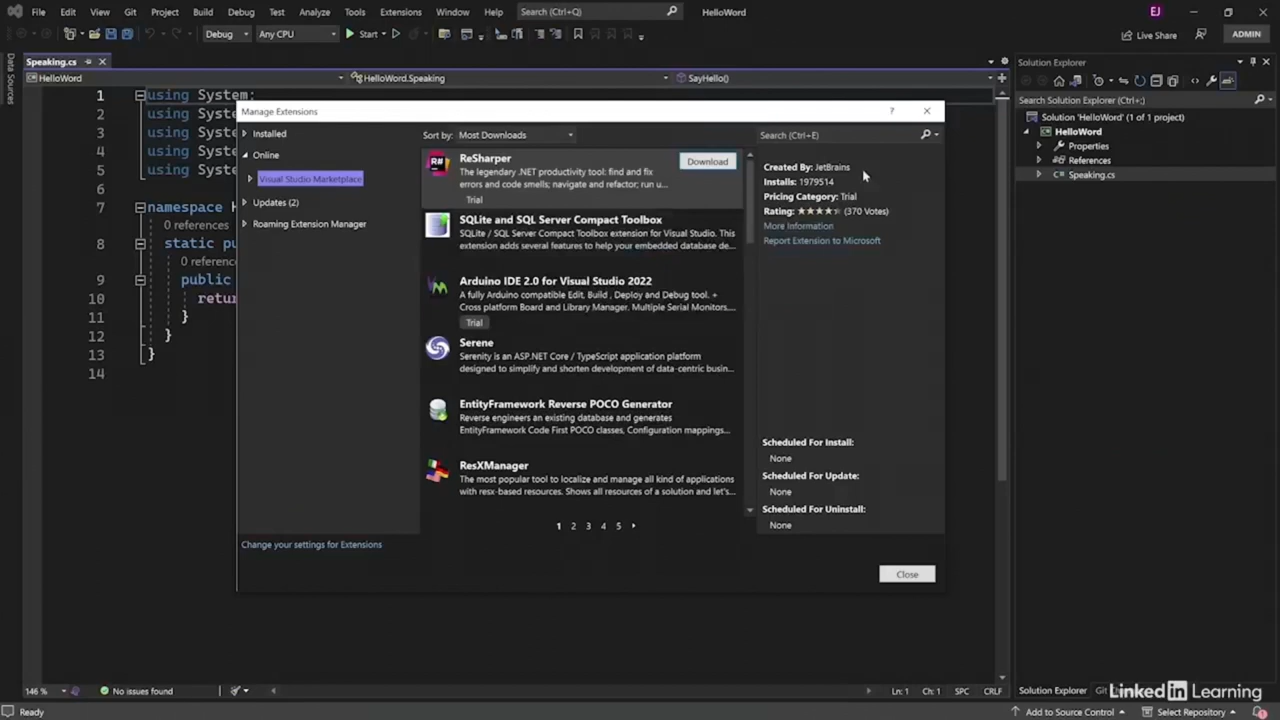 File Edit View Git Project Build Debug Test Analyze Tools Extensions Window Help Search (Ctrl+Q) HelloWord EJ
Debug Any CPU Start Live Share ADMIN
Data Sources
Speaking.cs
HelloWord HelloWord.Speaking SayHello()
1 using System;
2 using Sys
3 using Sys
4 using Sys
5 using Sys
7 namespace H
0 references
8 static pu
0 reference
9 public
10 retur
11 }
12 }
13 }
14
Manage Extensions
Installed
Online
Visual Studio Marketplace
Updates (2)
Roaming Extension Manager
Change your settings for Extensions
Sort by: Most Downloads
ReSharper
Download
The legendary .NET productivity tool: find and fix
errors and code smells; navigate and refactor; run u...
Trial
SQLite and SQL Server Compact Toolbox
SQLite / SQL Server Compact Toolbox extension for Visual Studio. This
extension adds several features to help your embedded database de...
Arduino IDE 2.0 for Visual Studio 2022
A fully Arduino compatible Edit, Build , Deploy and Debug tool. +
Cross platform Board and Library Manager. Multiple Serial Monitors,...
Trial
Serene
Serenity is an ASP.NET Core / TypeScript application platform
designed to simplify and shorten development of data-centric busin...
EntityFramework Reverse POCO Generator
Reverse engineers an existing database and generates
EntityFramework Code First POCO classes, Configuration mappings...
ResXManager
The most popular tool to localize and manage all kind of applications
with resx-based resources. Shows all resources of a solution and let's...
1 2 3 4 5
Search (Ctrl+E)
Created By: JetBrains
Installs: 1979514
Pricing Category: Trial
Rating: (370 Votes)
More Information
Report Extension to Microsoft
Scheduled For Install:
None
Scheduled For Update:
None
Scheduled For Uninstall:
None
Close
Solution Explorer
Search Solution Explorer (Ctrl+;)
Solution 'HelloWord' (1 of 1 project)
HelloWord
Properties
References
C# Speaking.cs
146 % No issues found Ln: 1 Ch: 1 SPC CRLF
Solution Explorer
LinkedIn Learning
Ready Add to Source Control Select Repository